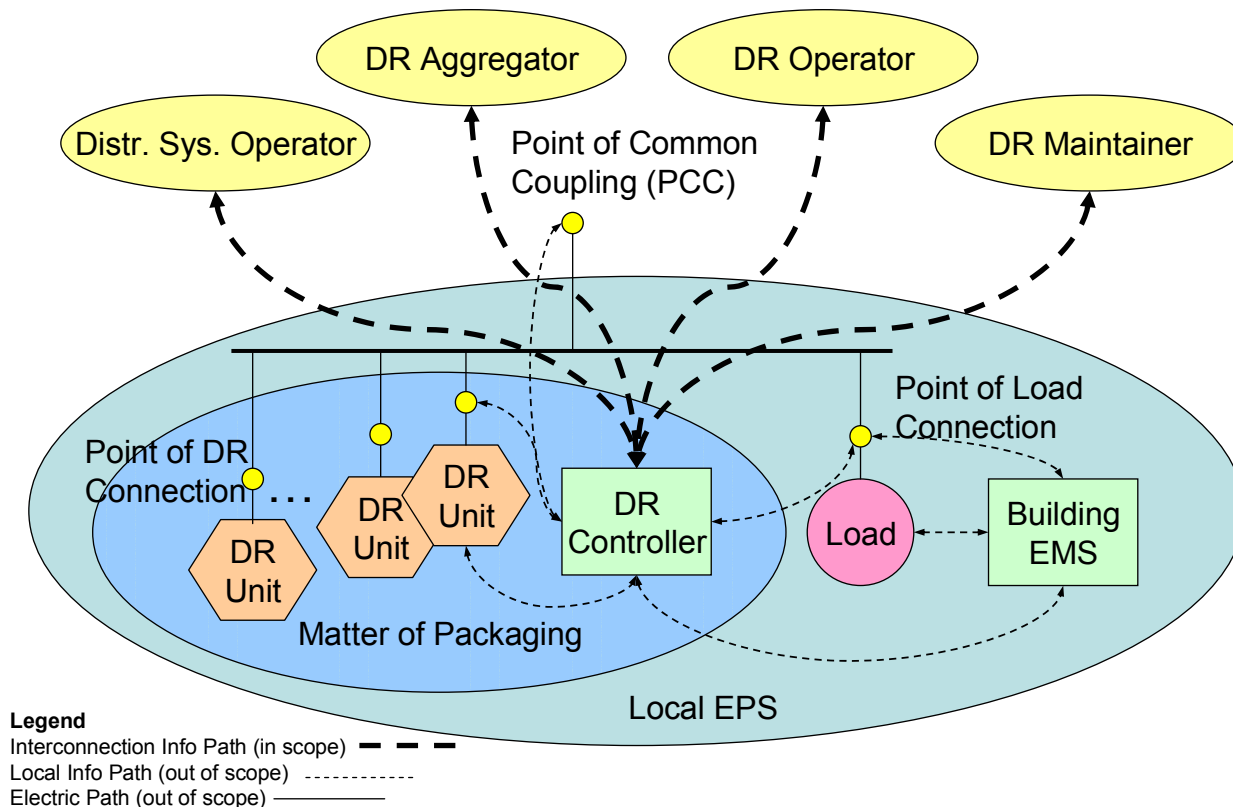 DR Aggregator
DR Operator
Distr. Sys. Operator
Point of Common
Coupling (PCC)
DR Maintainer
Point of Load
Connection
Point of DR
Connection
...
DR
Unit
DR
Unit
DR
Unit
DR
Controller
Load
Building
EMS
Matter of Packaging
Local EPS
Legend
Interconnection Info Path (in scope)
Local Info Path (out of scope)
Electric Path (out of scope)